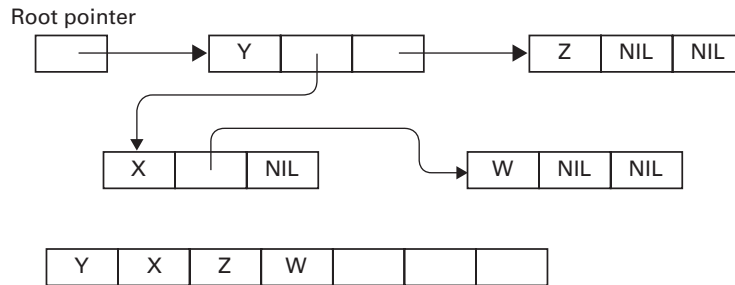 Root pointer
Y Z NIL NIL
X NIL W NIL NIL
Y X Z W